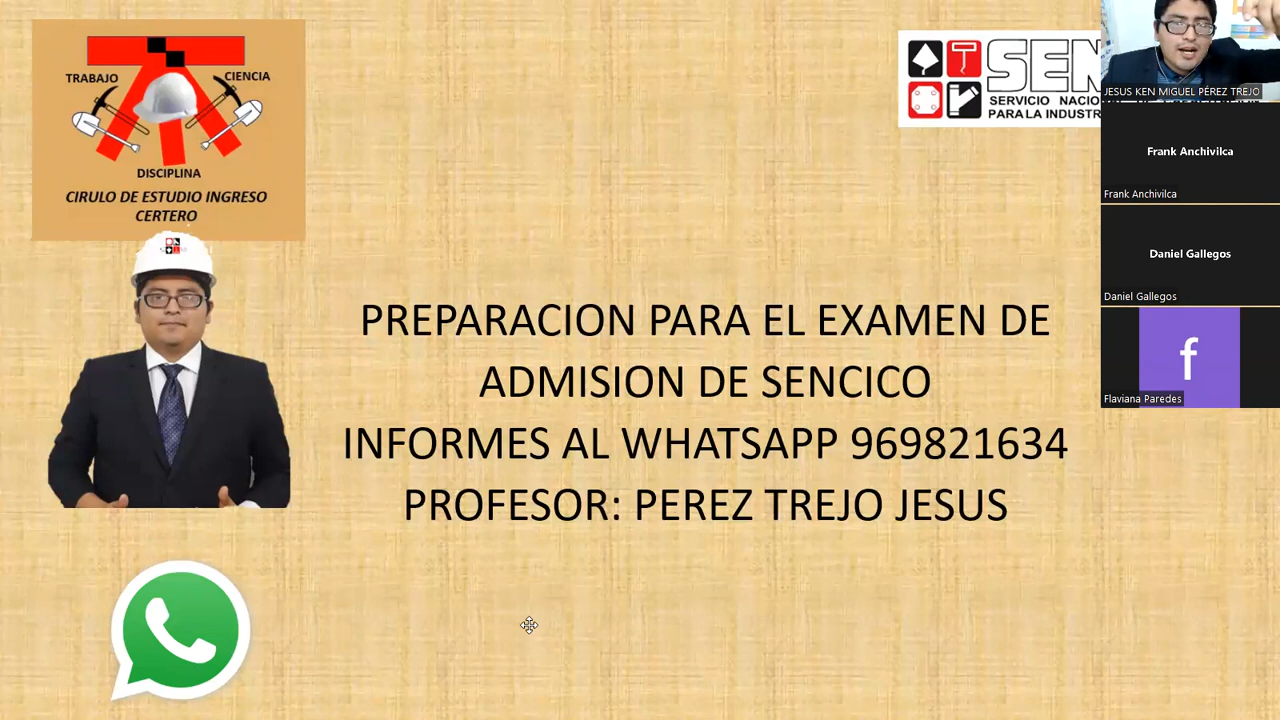 TRABAJO
CIENCIA
DISCIPLINA
CIRULO DE ESTUDIO INGRESO
CERTERO
SEN
SERVICIO NACIO
PARA LA INDUSTR
PREPARACION PARA EL EXAMEN DE
ADMISION DE SENCICO
INFORMES AL WHATSAPP 969821634
PROFESOR: PEREZ TREJO JESUS
JESUS KEN MIGUEL PÉREZ TREJO
Frank Anchivilca
Frank Anchivilca
Daniel Gallegos
Daniel Gallegos
f
Flaviana Paredes